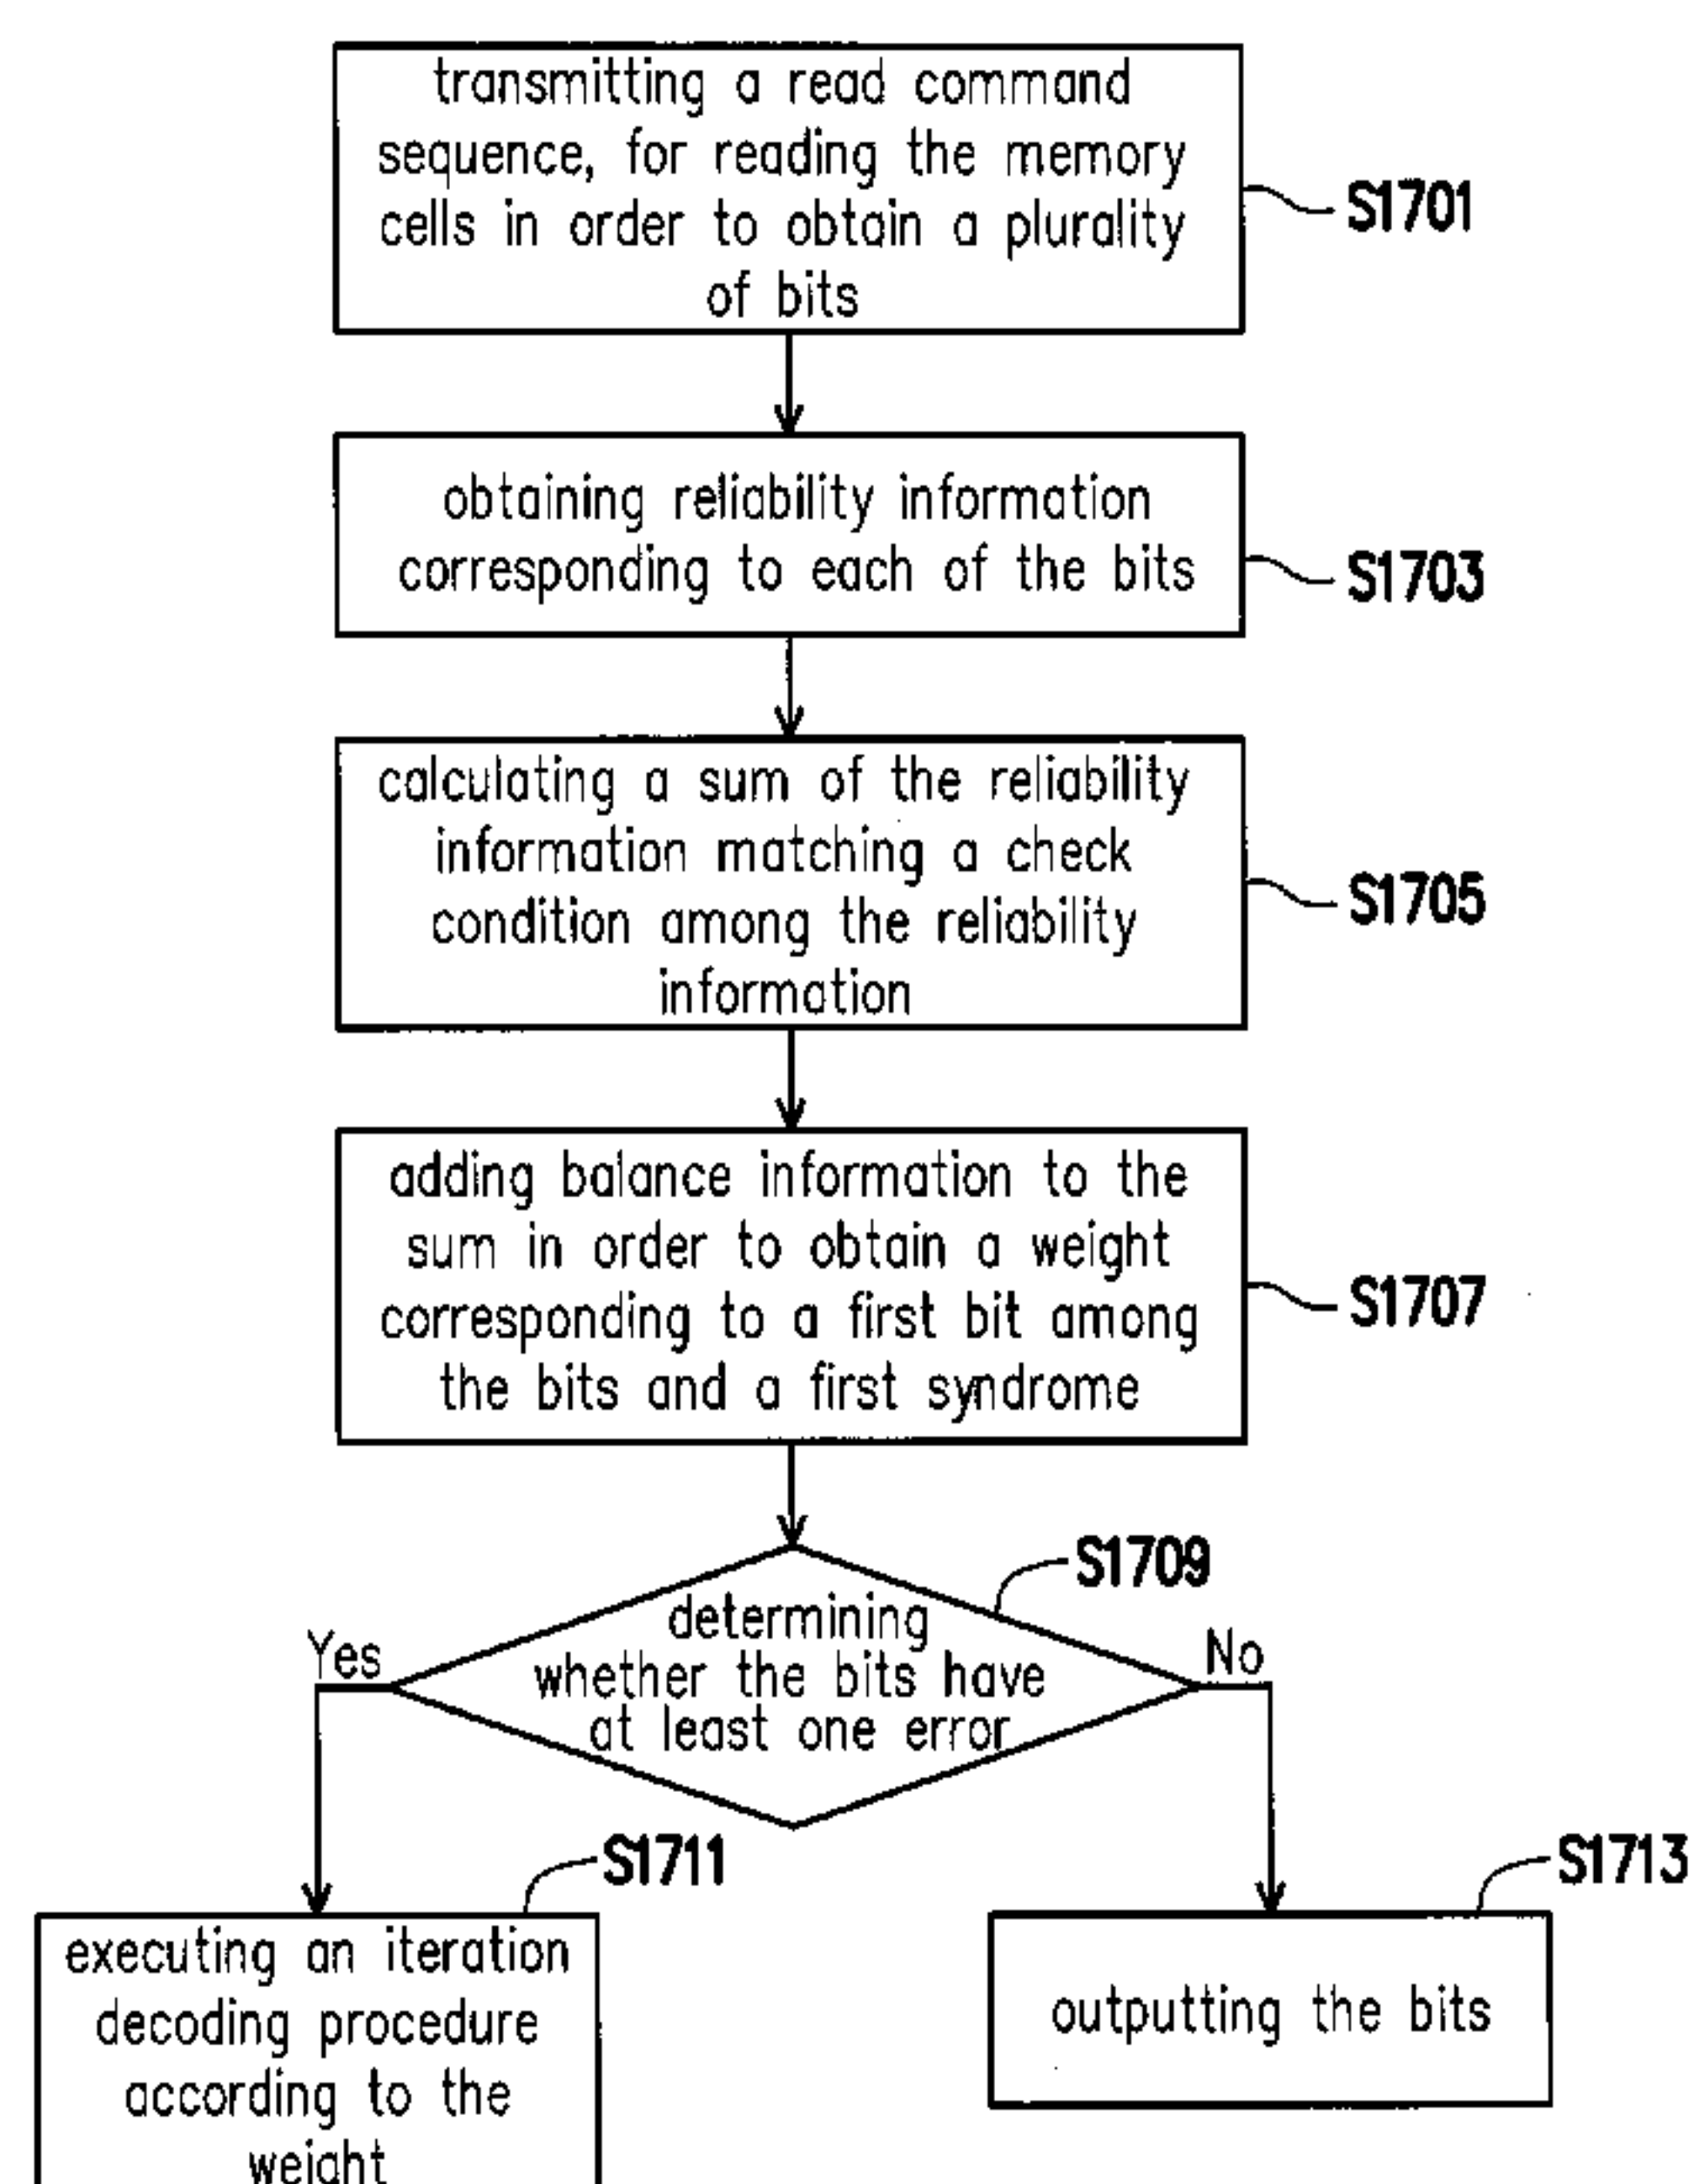 transmitting a read command
sequence, for reading the memory
cells in order to obtain a plurality
of bits
S1701
obtaining reliability information
corresponding to each of the bits
S1703
calculating a sum of the reliability
information matching a check
condition among the reliability
information
S1705
adding balance information to the
sum in order to obtain a weight
corresponding to a first bit among
the bits and a first syndrome
S1707
S1709
determining
whether the bits have
at least one error
Yes
No
S1711
executing an iteration
decoding procedure
according to the
weight
S1713
outputting the bits